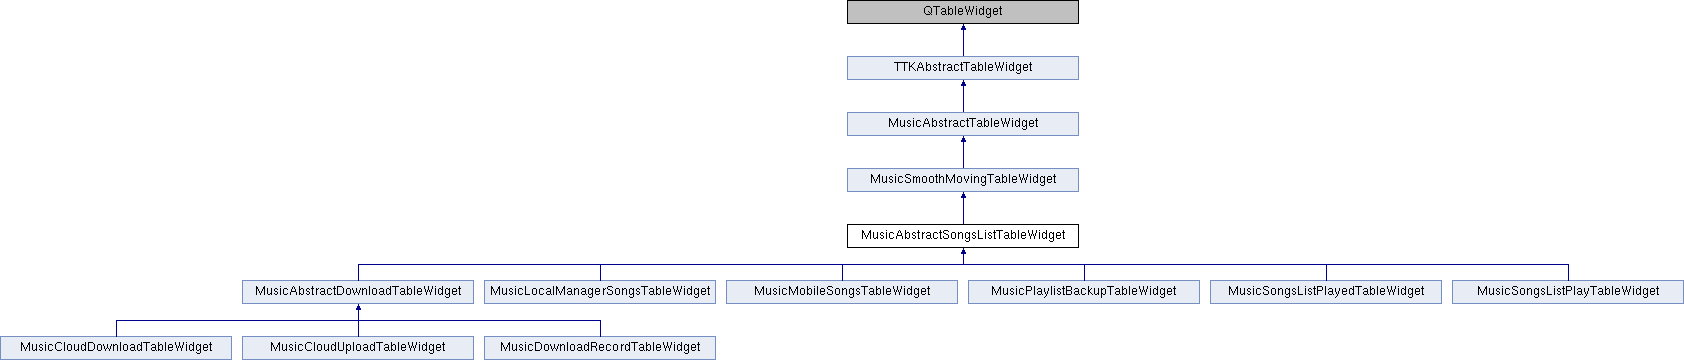 QTableWidget
TTKAbstractTableWidget
MusicAbstractTableWidget
MusicSmoothMovingTableWidget
MusicAbstractSongsListTableWidget
MusicAbstractDownloadTableWidget
MusicLocalManagerSongsTableWidget
MusicMobileSongsTableWidget
MusicPlaylistBackupTableWidget
MusicSongsListPlayedTableWidget
MusicSongsListPlayTableWidget
MusicCloudDownloadTableWidget
MusicCloudUploadTableWidget
MusicDownloadRecordTableWidget